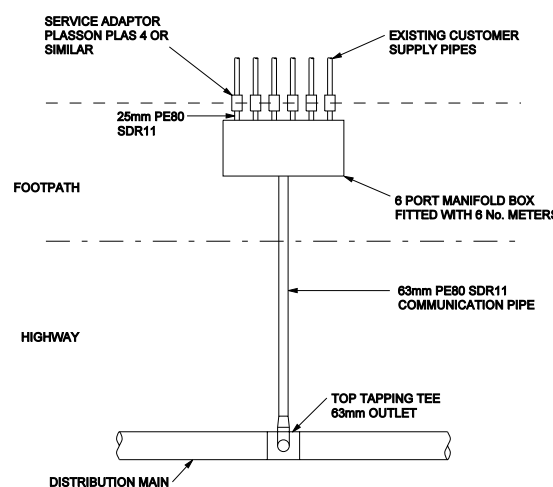 SERVICE ADAPTOR
PLASSON PLAS 4 OR
SIMILAR
EXISTING CUSTOMER
SUPPLY PIPES
25mm PE80
SDR11
FOOTPATH
6 PORT MANIFOLD BOX
FITTED WITH 6 No. METERS
63mm PE80 SDR11
COMMUNICATION PIPE
HIGHWAY
TOP TAPPING TEE
63mm OUTLET
DISTRIBUTION MAIN